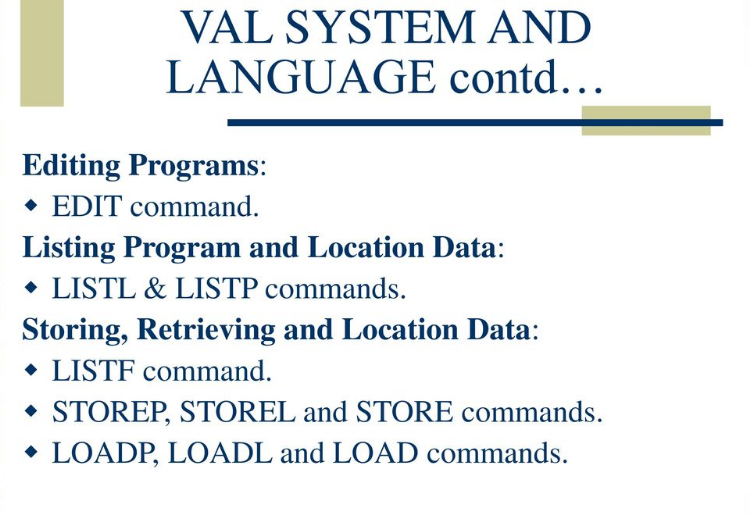 VAL SYSTEM AND
LANGUAGE contd…
Editing Programs:
◆ EDIT command.
Listing Program and Location Data:
◆ LISTL & LISTP commands.
Storing, Retrieving and Location Data:
◆ LISTF command.
◆ STOREP, STOREL and STORE commands.
◆ LOADP, LOADL and LOAD commands.